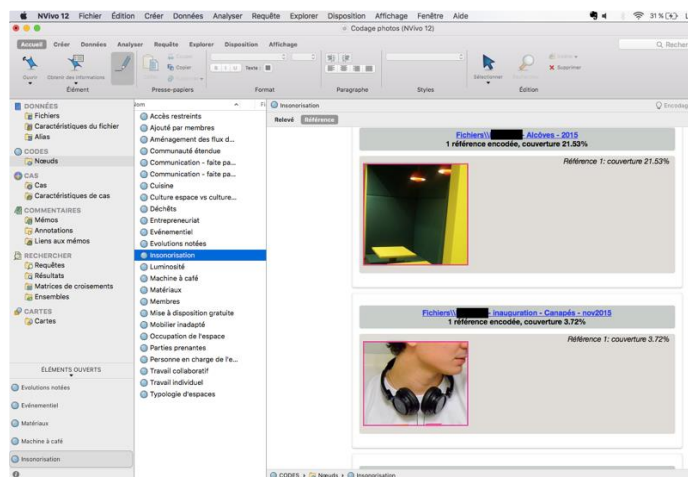 NVivo 12 Fichier Édition Créer Données Analyser Requête Explorer Disposition Affichage Fenêtre Aide
31 %
Codage photos (NVivo 12)
Accueil Créer Données Analyser Requête Explorer Disposition Affichage
Ouvrir Obtenir des informations
Copier
Texte
Sélectionner
Supprimer
Élément Presse-papiers Format Paragraphe Styles Édition
DONNÉES
Fichiers
Caractéristiques du fichier
Alias
CODES
Nœuds
CAS
Cas
Caractéristiques de cas
COMMENTAIRES
Mémos
Annotations
Liens aux mémos
RECHERCHER
Requêtes
Résultats
Matrices de croisements
Ensembles
CARTES
Cartes
ÉLÉMENTS OUVERTS
Evolutions notées
Evénementiel
Matériaux
Machine à café
Insonorisation
Accès restreints
Ajouté par membres
Aménagement des flux d...
Communauté étendue
Communication - faite pa...
Communication - faite pa...
Cuisine
Culture espace vs culture...
Déchêts
Entrepreneuriat
Evénementiel
Evolutions notées
Insonorisation
Luminosité
Machine à café
Matériaux
Membres
Mise à disposition gratuite
Mobilier inadapté
Occupation de l'espace
Parties prenantes
Personne en charge de l'e...
Travail collaboratif
Travail individuel
Typologie d'espaces
Insonorisation
Relevé Référence
Fichiers\\ - Alcôves - 2015
1 référence encodée, couverture 21.53%
Référence 1: couverture 21.53%
Fichiers\\ - inauguration - Canapés - nov2015
1 référence encodée, couverture 3.72%
Référence 1: couverture 3.72%
CODES Nœuds Insonorisation